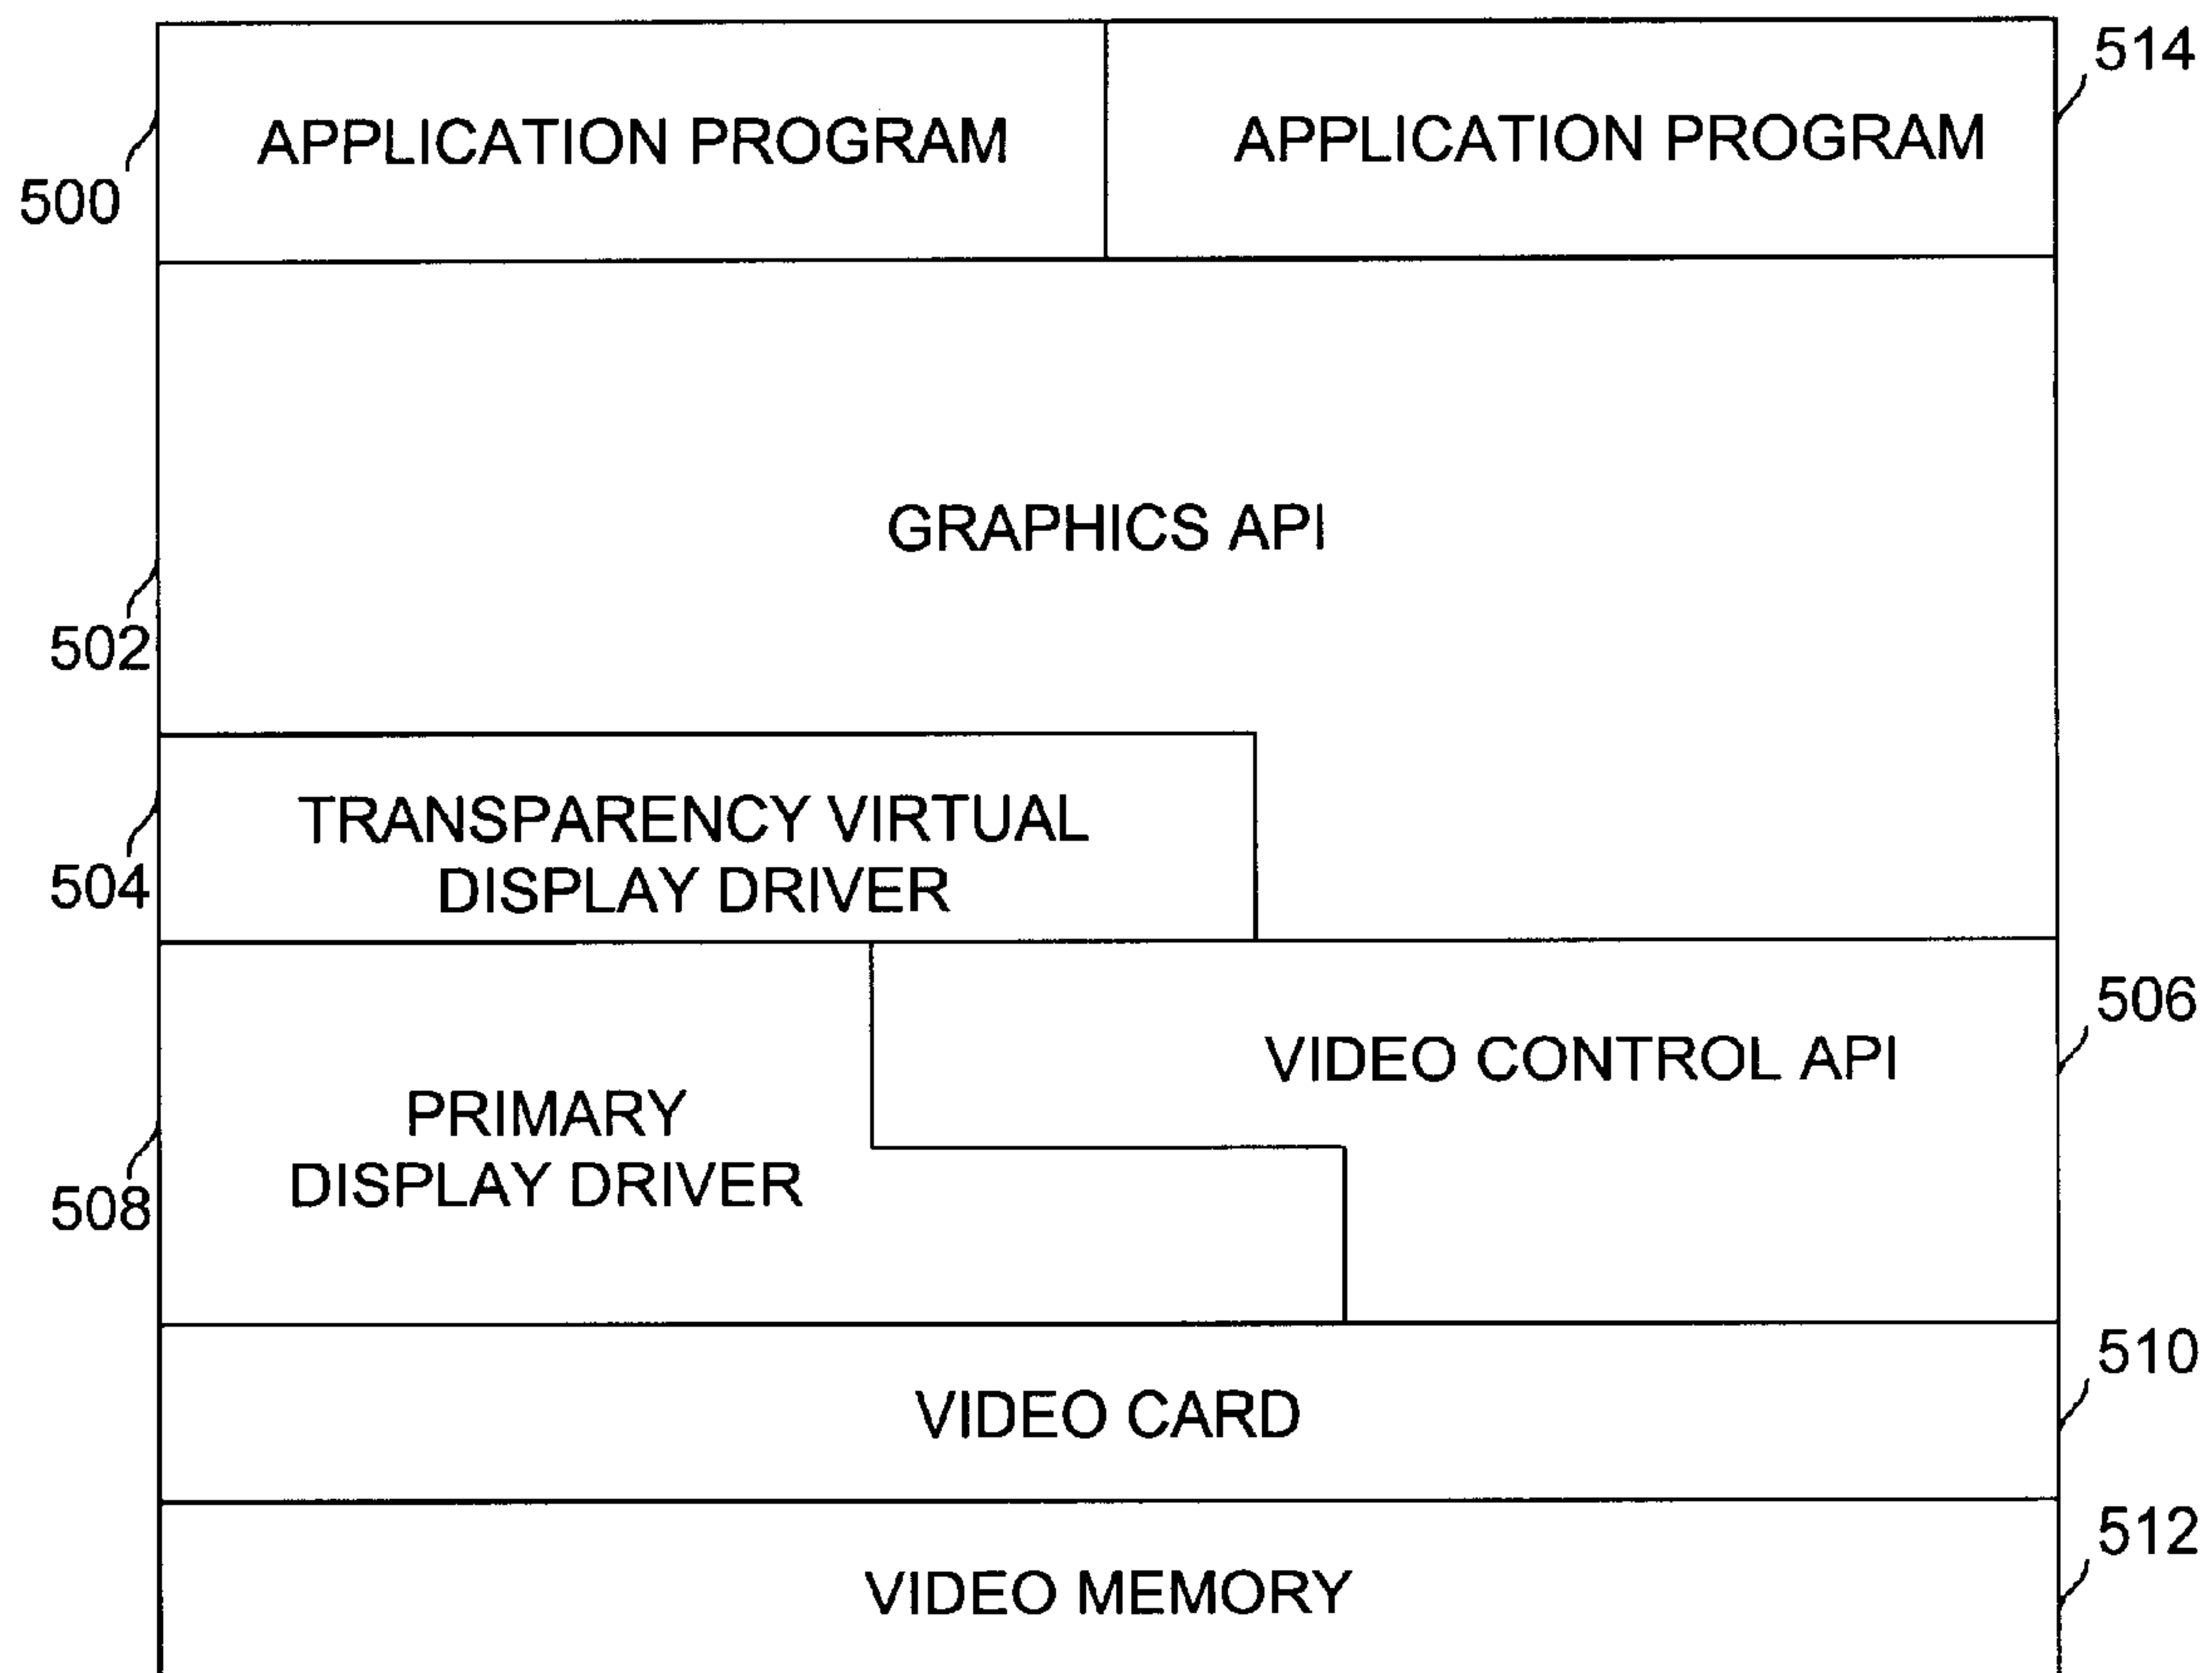 514
APPLICATION PROGRAM
APPLICATION PROGRAM
500
GRAPHICS API
502
TRANSPARENCY VIRTUAL
DISPLAY DRIVER
504
506
VIDEO CONTROL API
PRIMARY
DISPLAY DRIVER
508
510
VIDEO CARD
512
VIDEO MEMORY